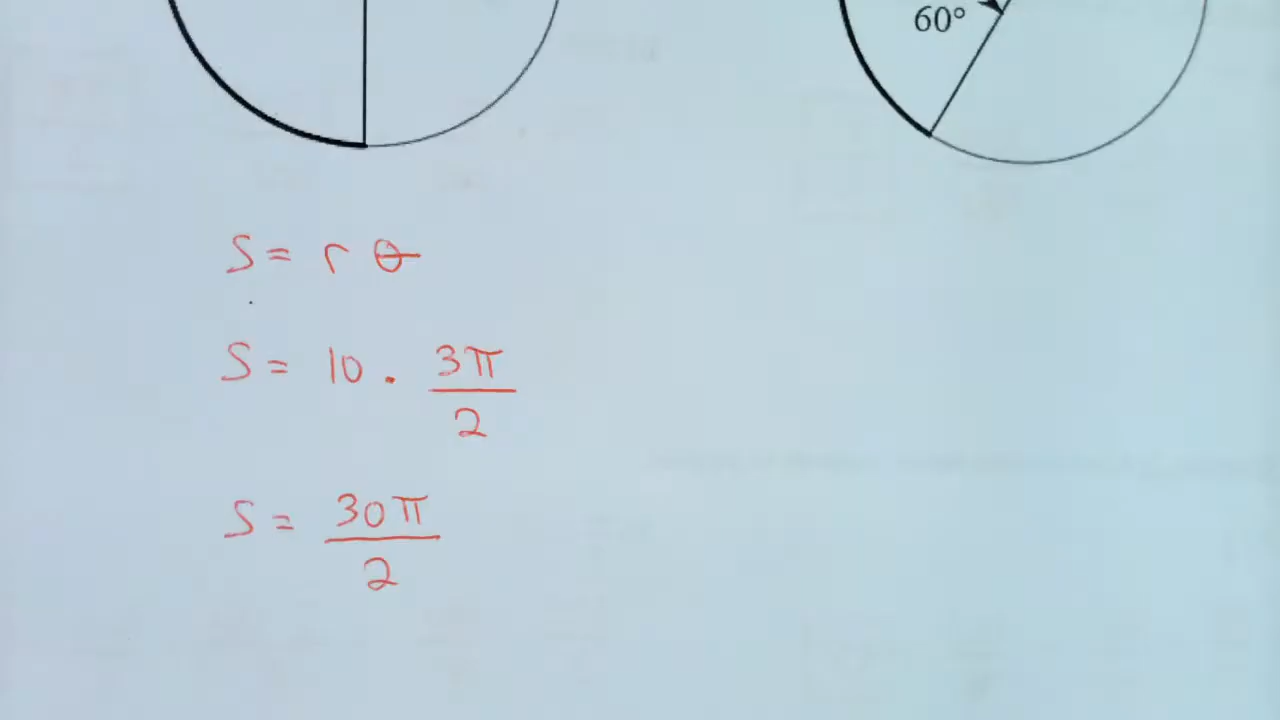 60°
S = r θ
S = 10 . 3π/2
S = 30π/2